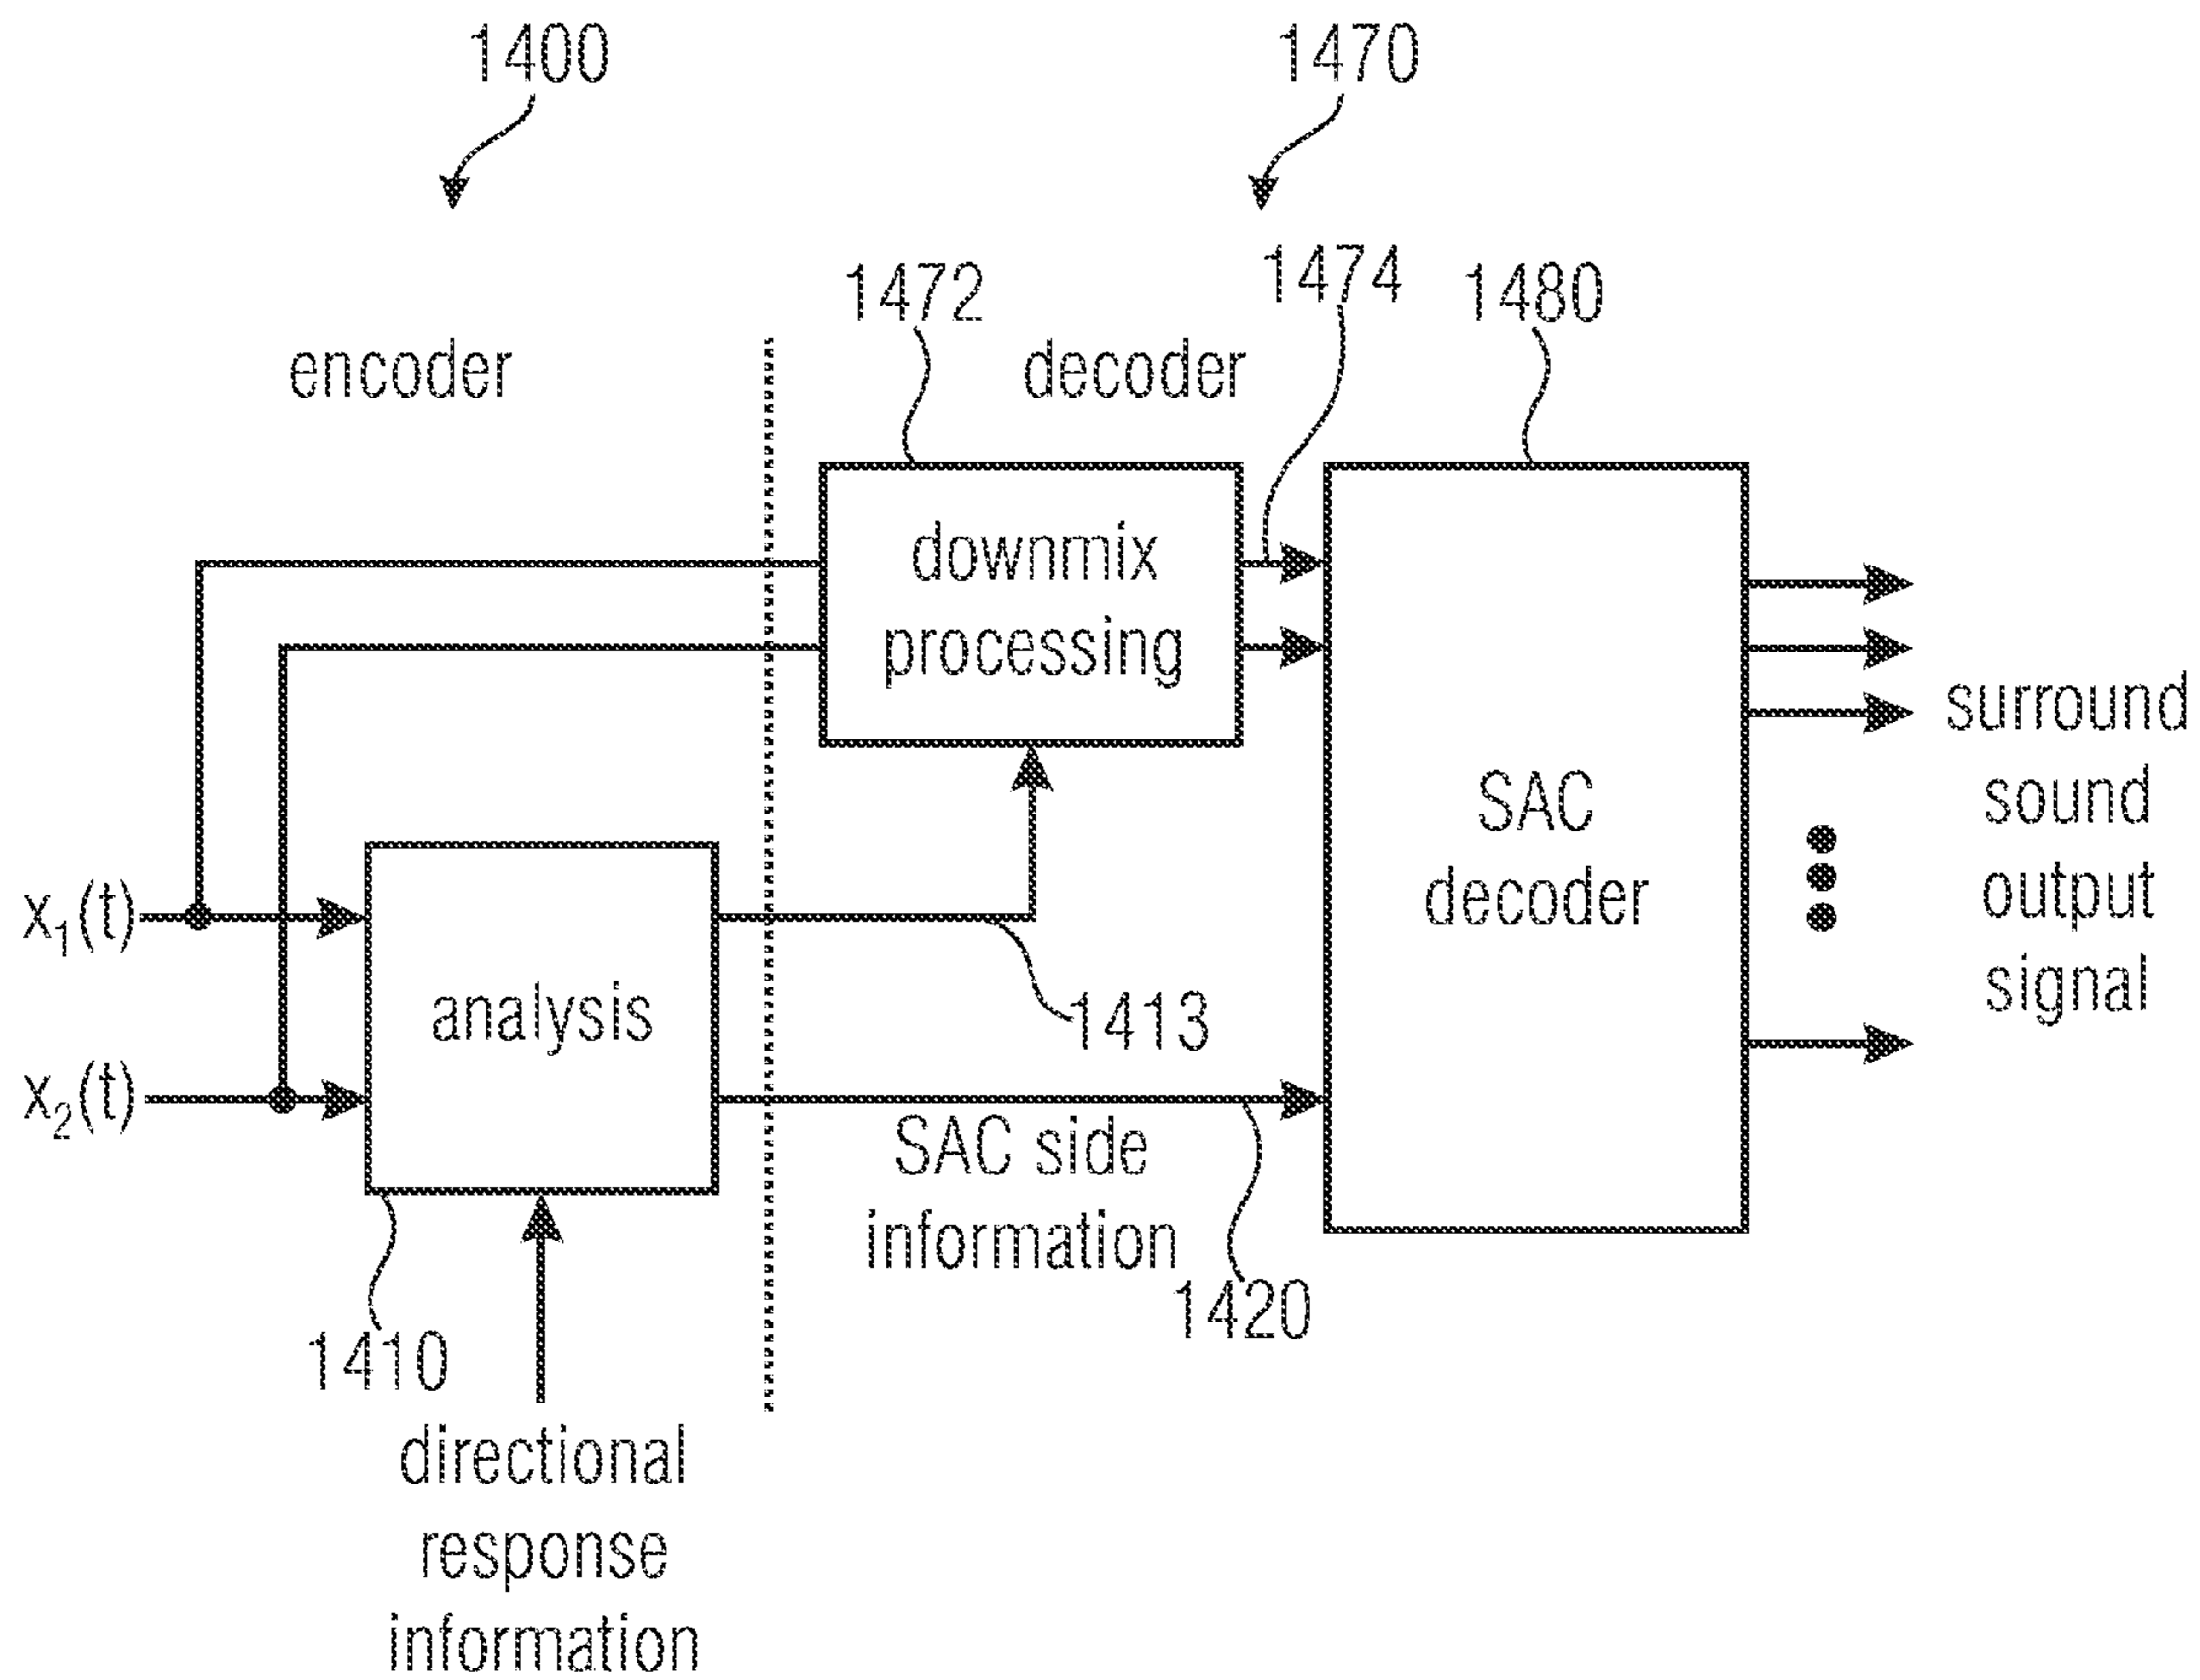 1400
1470
1474
1472
1480
encoder
decoder
downmix
processing
surround
sound
output
signal
SAC
decoder
x₁(t)
analysis
1413
x₂(t)
SAC side
information
1420
1410
directional
response
information